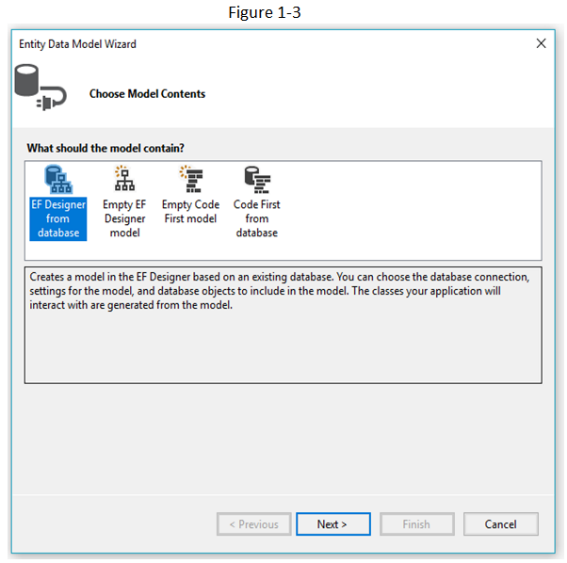 Figure 1-3
Entity Data Model Wizard
Choose Model Contents
What should the model contain?
EF Designer
from
database
Empty EF
Designer
model
Empty Code
First model
Code First
from
database
Creates a model in the EF Designer based on an existing database. You can choose the database connection,
settings for the model, and database objects to include in the model. The classes your application will
interact with are generated from the model.
< Previous
Next >
Finish
Cancel